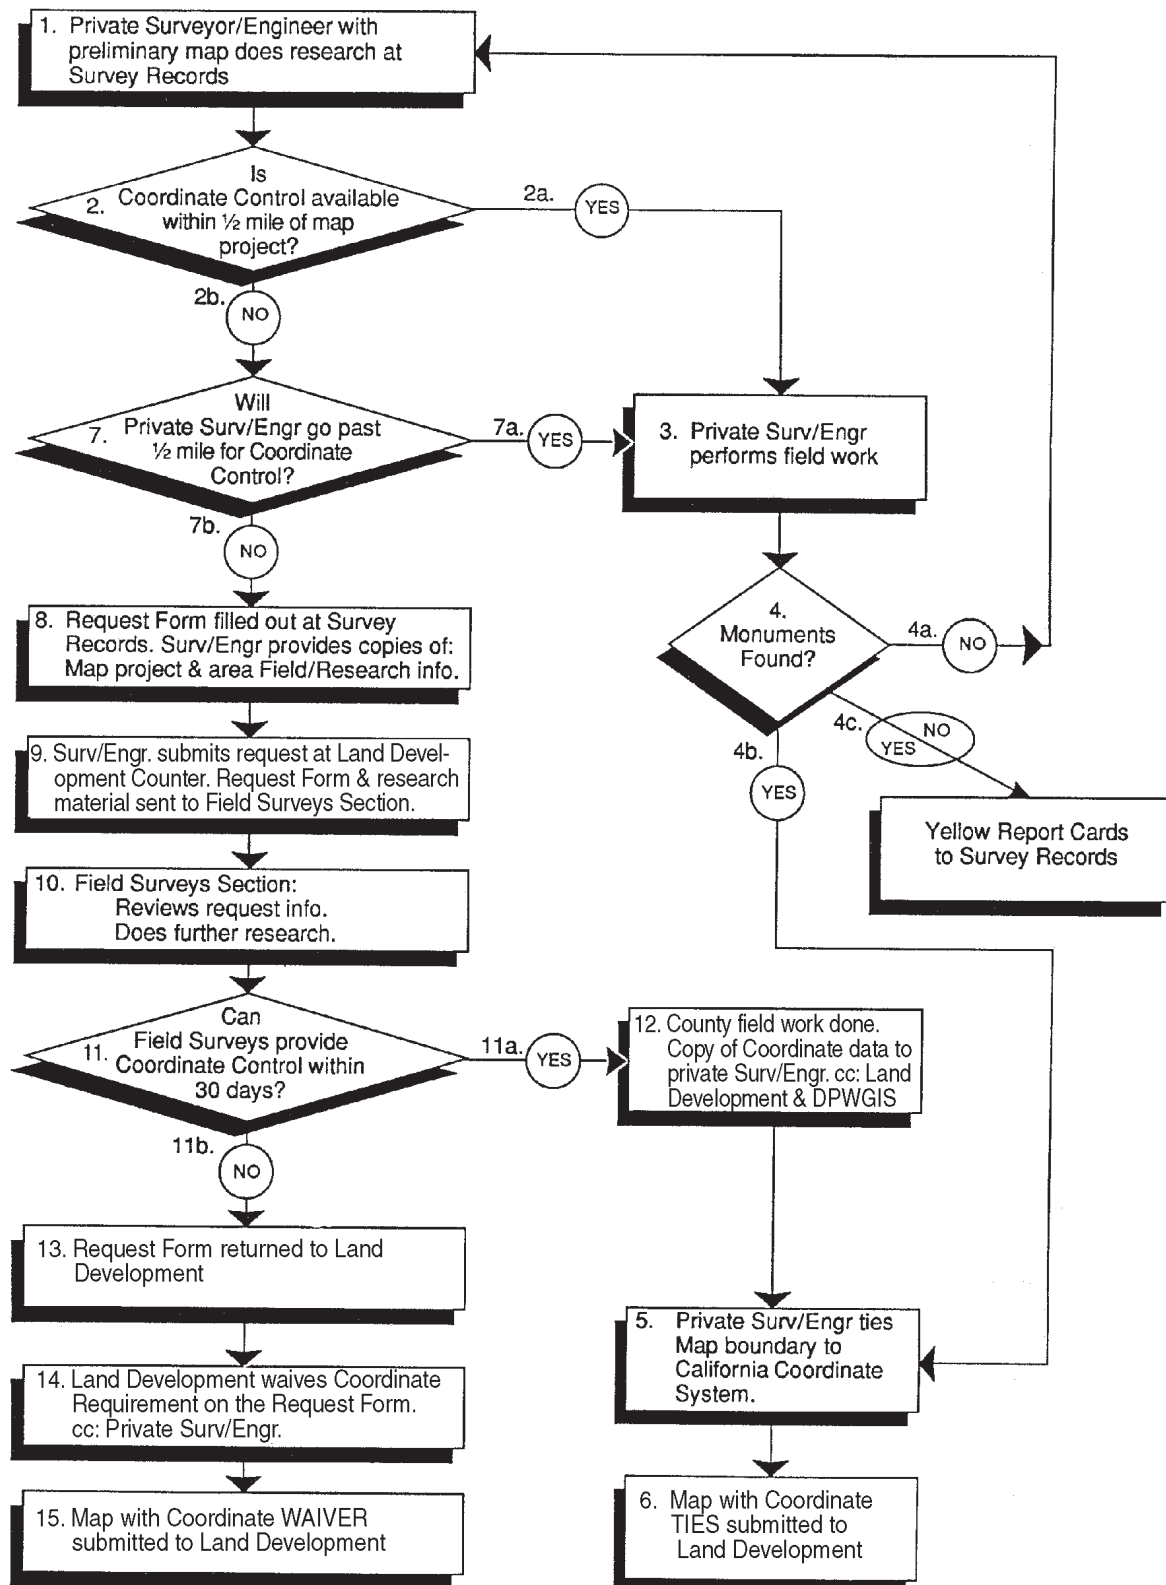 1. Private Surveyor/Engineer with
preliminary map does research at
Survey Records
Is
2. Coordinate Control available
within ½ mile of map
project?
2a. YES
2b. NO
Will
7. Private Surv/Engr go past
½ mile for Coordinate
Control?
7a. YES
7b. NO
3. Private Surv/Engr
performs field work
4.
Monuments
Found?
4a. NO
4b. YES
4c. NO
YES
Yellow Report Cards
to Survey Records
8. Request Form filled out at Survey
Records. Surv/Engr provides copies of:
Map project & area Field/Research info.
9. Surv/Engr. submits request at Land Devel-
opment Counter. Request Form & research
material sent to Field Surveys Section.
10. Field Surveys Section:
Reviews request info.
Does further research.
Can
11. Field Surveys provide
Coordinate Control within
30 days?
11a. YES
11b. NO
12. County field work done.
Copy of Coordinate data to
private Surv/Engr. cc: Land
Development & DPWGIS
13. Request Form returned to Land
Development
14. Land Development waives Coordinate
Requirement on the Request Form.
cc: Private Surv/Engr.
15. Map with Coordinate WAIVER
submitted to Land Development
5. Private Surv/Engr ties
Map boundary to
California Coordinate
System.
6. Map with Coordinate
TIES submitted to
Land Development